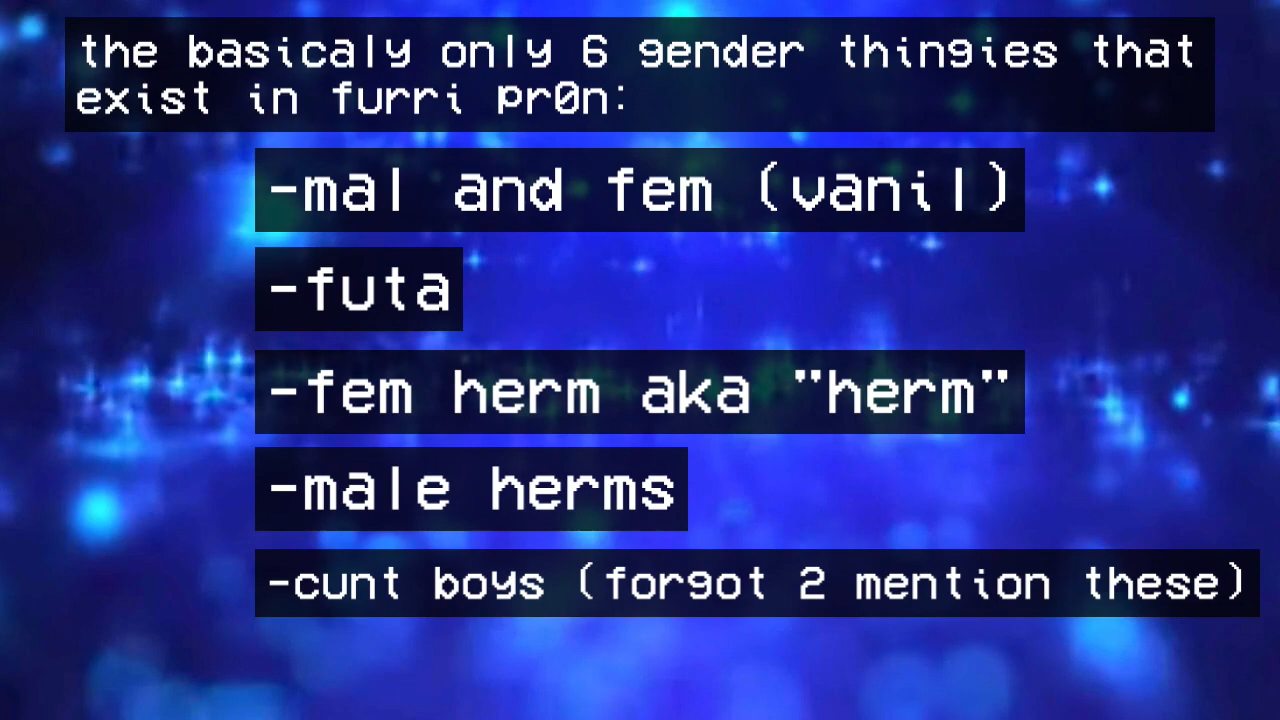 the basicaly only 6 gender thingies that
exist in furri pr0n:
-mal and fem (vanil)
-futa
-fem herm aka "herm"
-male herms
-cunt boys (forgot 2 mention these)